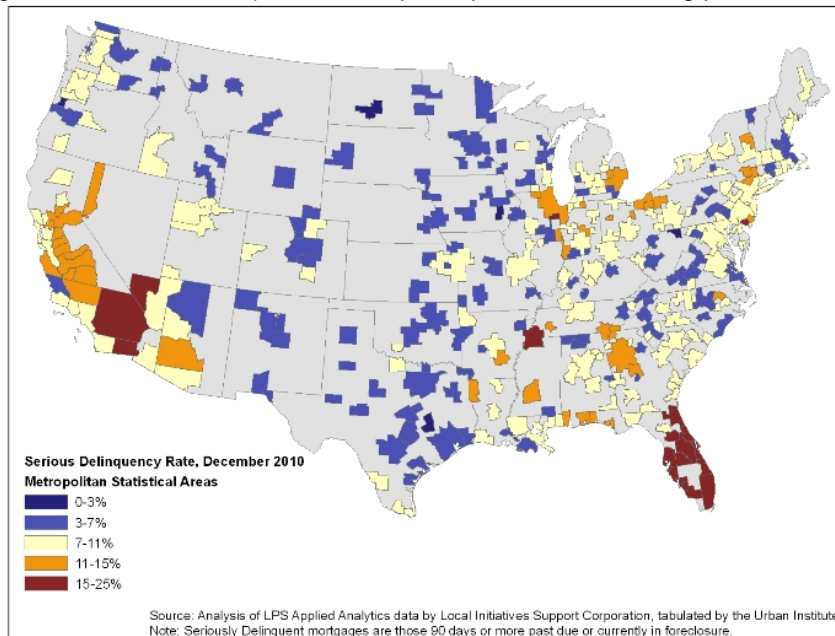 Serious Delinquency Rate, December 2010
Metropolitan Statistical Areas
0-3%
3-7%
7-11%
11-15%
15-25%
Source: Analysis of LPS Applied Analytics data by Local Initiatives Support Corporation, tabulated by the Urban Institute
Note: Seriously Delinquent mortgages are those 90 days or more past due or currently in foreclosure.